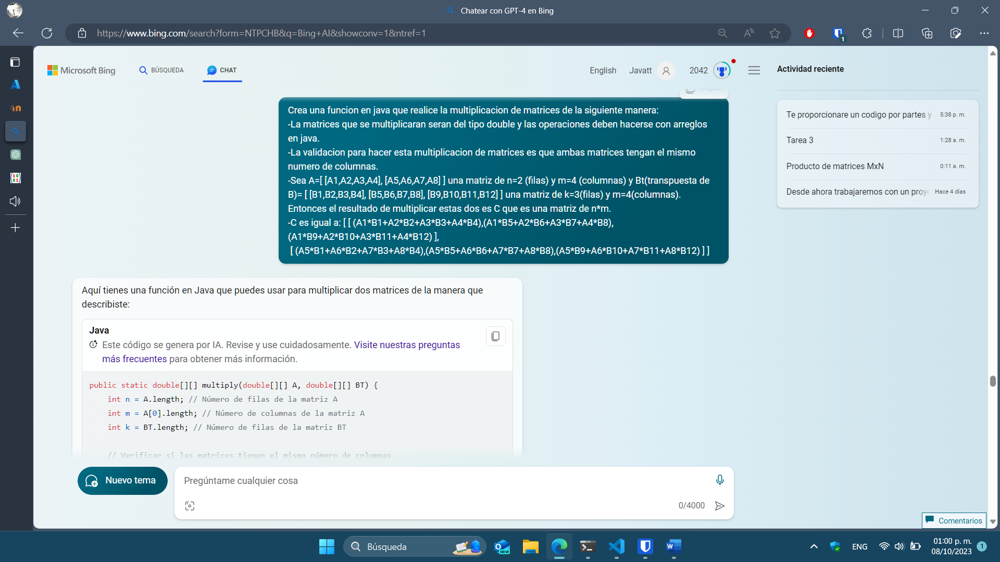 Chatear con GPT-4 en Bing
https://www.bing.com/search?form=NTPCHB&q=Bing+AI&showconv=1&ntref=1
1
Microsoft Bing
BÚSQUEDA
CHAT
English
Javatt
2042
Copiar
Crea una funcion en java que realice la multiplicacion de matrices de la siguiente manera:
-La matrices que se multiplicaran seran del tipo double y las operaciones deben hacerse con arreglos
en java.
-La validacion para hacer esta multiplicacion de matrices es que ambas matrices tengan el mismo
numero de columnas.
-Sea A=[ [A1,A2,A3,A4], [A5,A6,A7,A8] ] una matriz de n=2 (filas) y m=4 (columnas) y Bt(transpuesta de
B)= [ [B1,B2,B3,B4], [B5,B6,B7,B8], [B9,B10,B11,B12] ] una matriz de k=3(filas) y m=4(columnas).
Entonces el resultado de multiplicar estas dos es C que es una matriz de n*m.
-C es igual a: [ [ (A1*B1+A2*B2+A3*B3+A4*B4),(A1*B5+A2*B6+A3*B7+A4*B8),
(A1*B9+A2*B10+A3*B11+A4*B12) ],
[ (A5*B1+A6*B2+A7*B3+A8*B4),(A5*B5+A6*B6+A7*B7+A8*B8),(A5*B9+A6*B10+A7*B11+A8*B12) ] ]
Aquí tienes una función en Java que puedes usar para multiplicar dos matrices de la manera que
describiste:
Java
Este código se genera por IA. Revise y use cuidadosamente. Visite nuestras preguntas
más frecuentes para obtener más información.
public static double[][] multiply(double[][] A, double[][] BT) {
int n = A.length; // Número de filas de la matriz A
int m = A[0].length; // Número de columnas de la matriz A
int k = BT.length; // Número de filas de la matriz BT
// Verificar si las matrices tienen el mismo número de columnas
Nuevo tema
Pregúntame cualquier cosa
0/4000
Actividad reciente
Te proporcionare un codigo por partes y 5:38 p. m.
Tarea 3 1:28 a. m.
Producto de matrices MxN 0:11 a. m.
Desde ahora trabajaremos con un proye Hace 4 días
Comentarios
Búsqueda
NEW
ENG
01:00 p. m.
08/10/2023
1